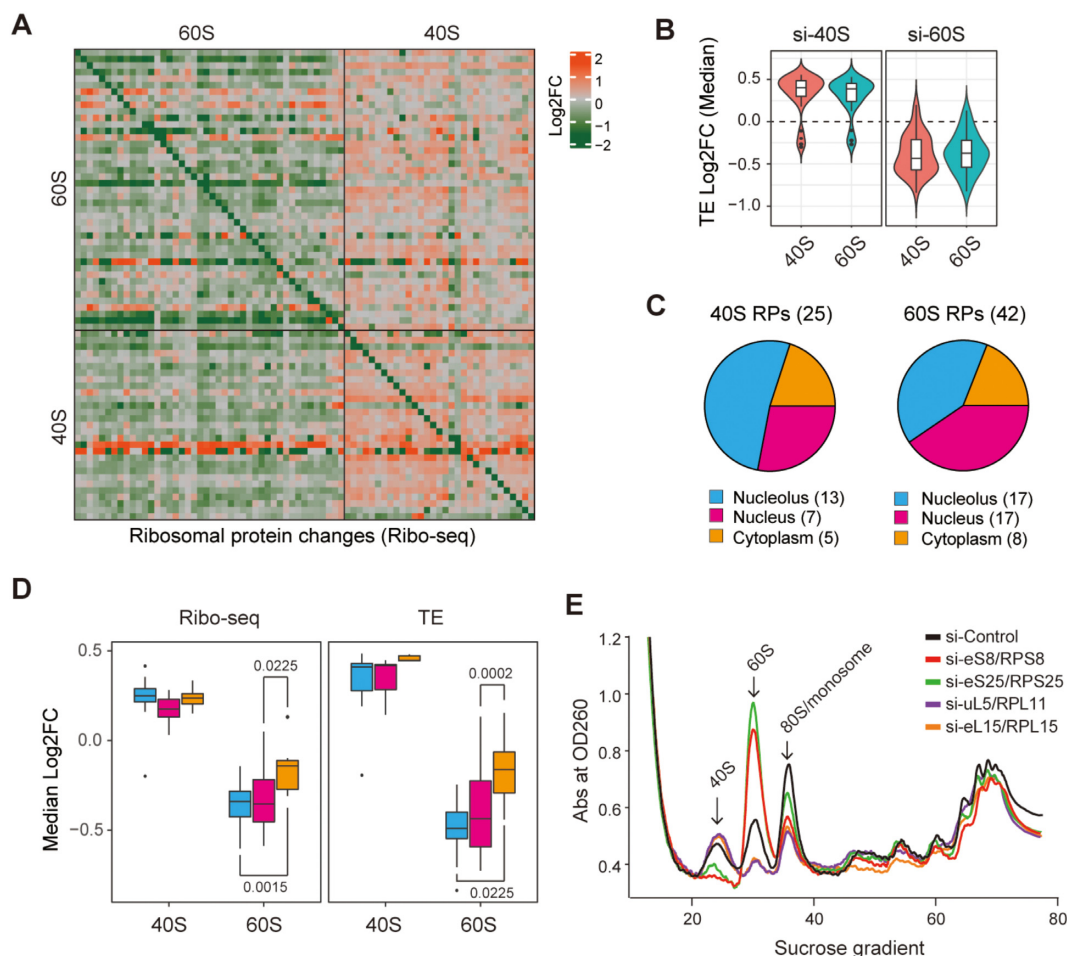 A
60S
40S
60S
40S
Log2FC
2
1
0
−1
−2
Ribosomal protein changes (Ribo-seq)
B
si-40S
si-60S
TE Log2FC (Median)
0.5
0.0
−0.5
−1.0
40S
60S
40S
60S
C
40S RPs (25)
60S RPs (42)
Nucleolus (13)
Nucleus (7)
Cytoplasm (5)
Nucleolus (17)
Nucleus (17)
Cytoplasm (8)
D
Ribo-seq
TE
Median Log2FC
0.5
0.0
−0.5
0.0225
0.0015
0.0002
0.0225
40S
60S
40S
60S
E
Abs at OD260
1.2
1.0
0.8
0.6
0.4
40S
60S
80S/monosome
si-Control
si-eS8/RPS8
si-eS25/RPS25
si-uL5/RPL11
si-eL15/RPL15
20
40
60
80
Sucrose gradient